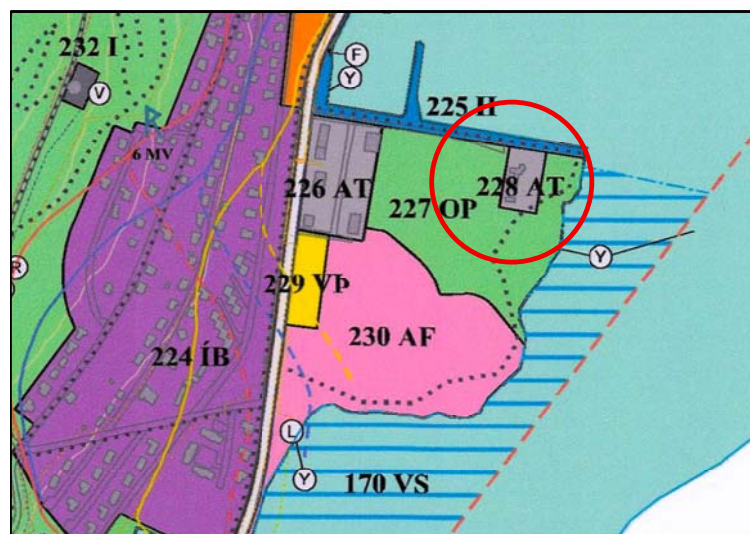 232 I
V
F
Y
225 H
6 MV
226 AT
228 AT
227 OP
R
229 VÞ
Y
230 AF
224 ÍB
L
Y
170 VS